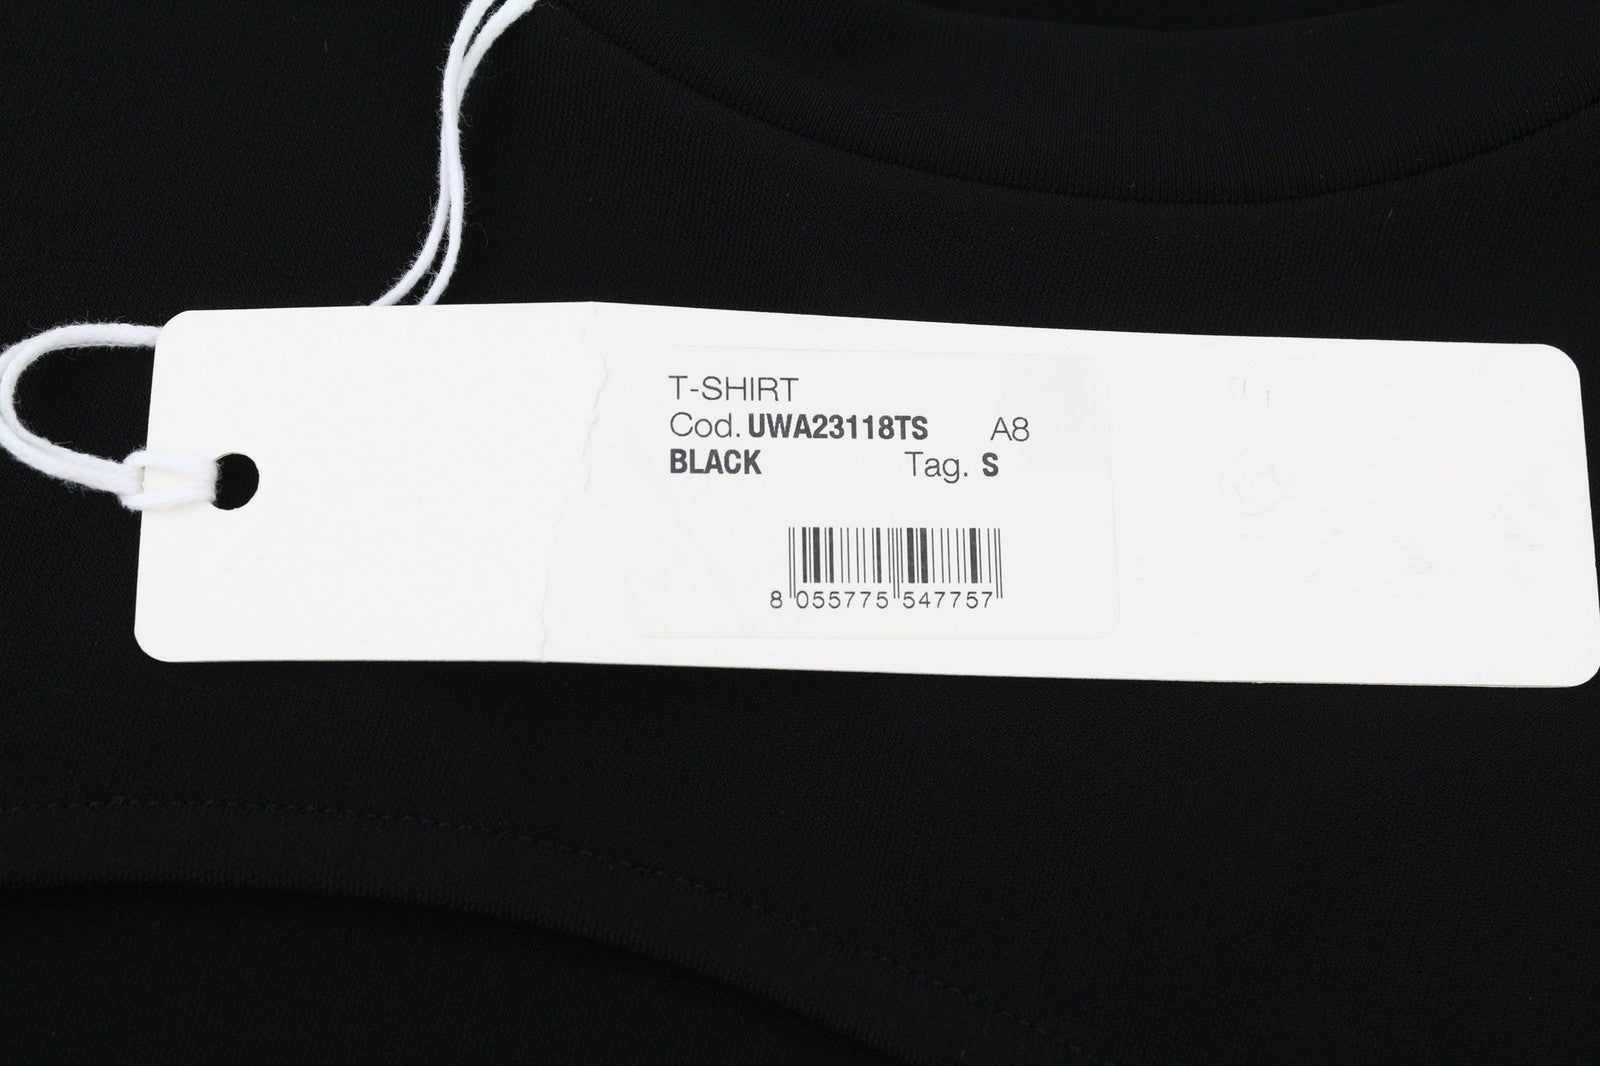 T-SHIRT
Cod. UWA23118TS A8
BLACK Tag. S
8 055775 547757